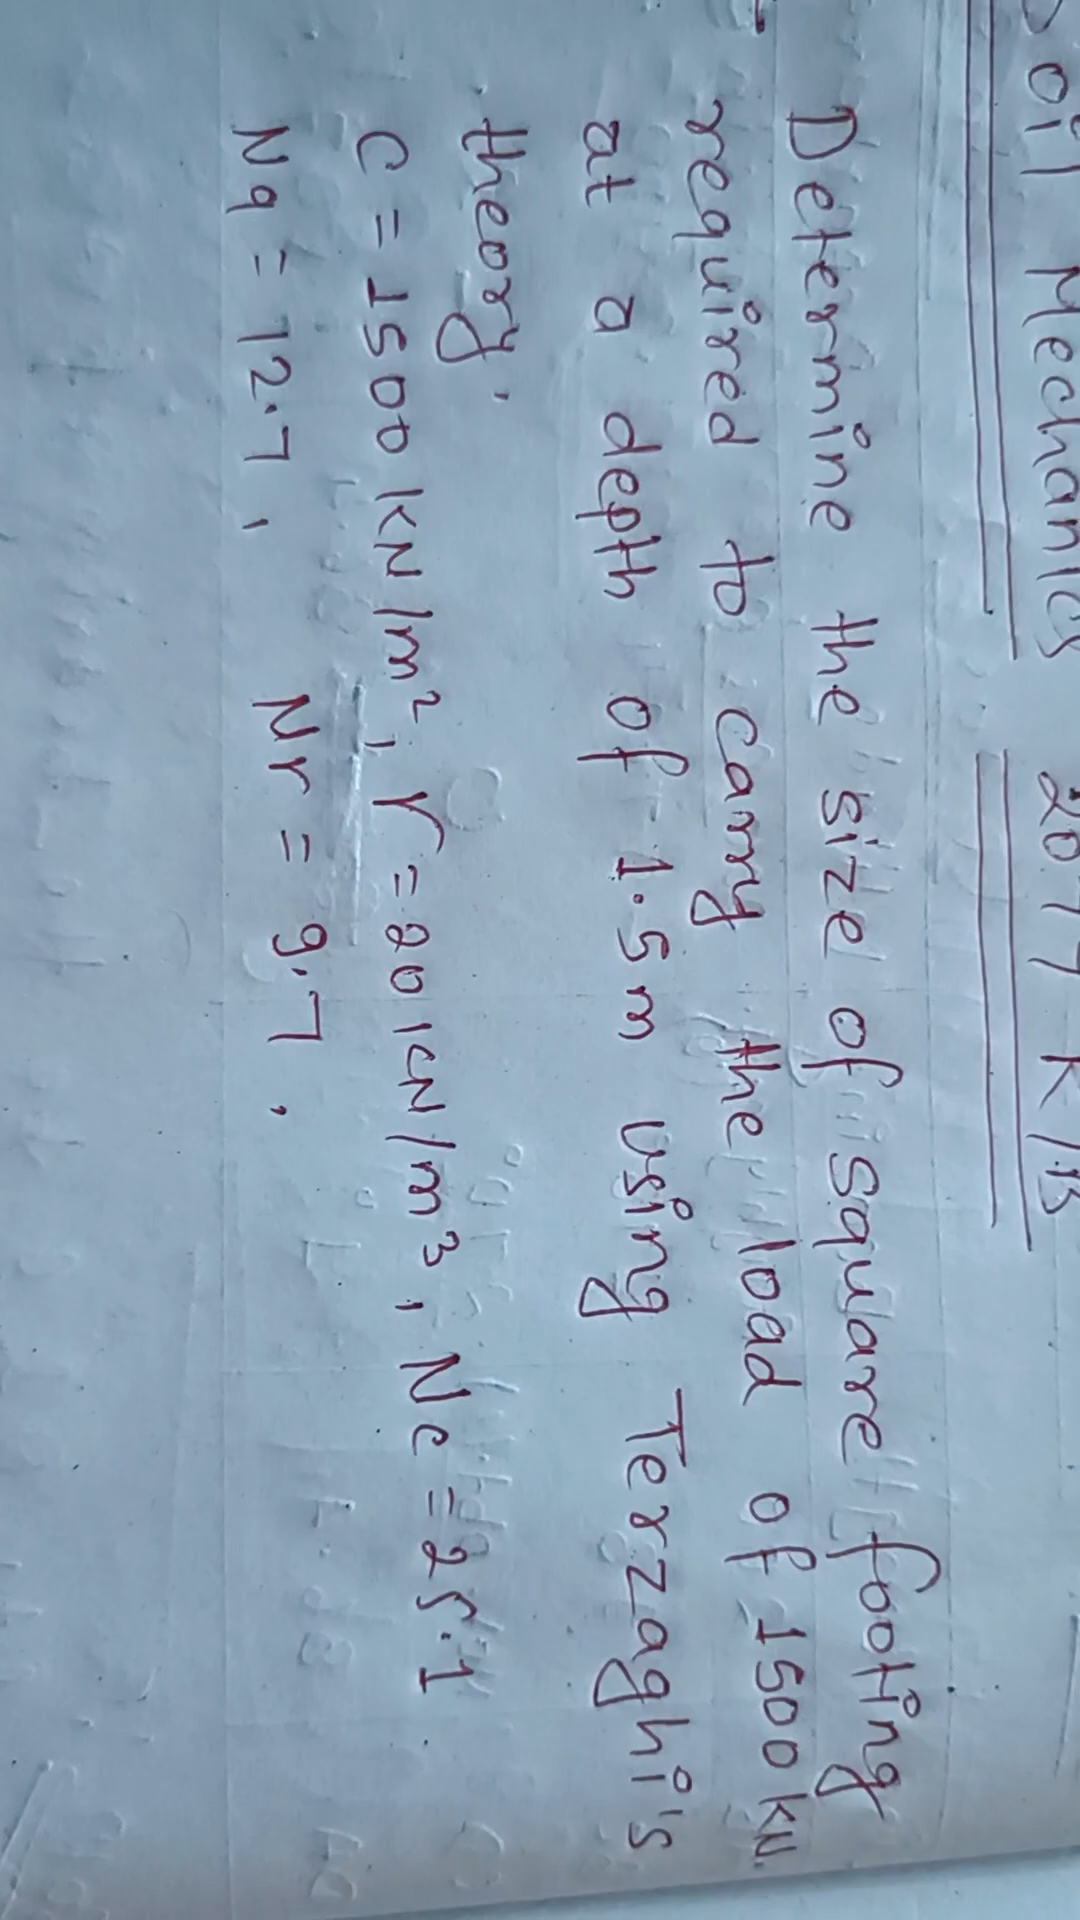 Soil Mechanics 2077 K/B
Determine the size of square footing
required to carry the load of 1500 kN.
at a depth of 1.5m using Terzaghi's
theory.
C = 1500 kN/m², γ = 20 kN/m³, Nc = 25.1
Nq = 12.7, Nr = 9.7.